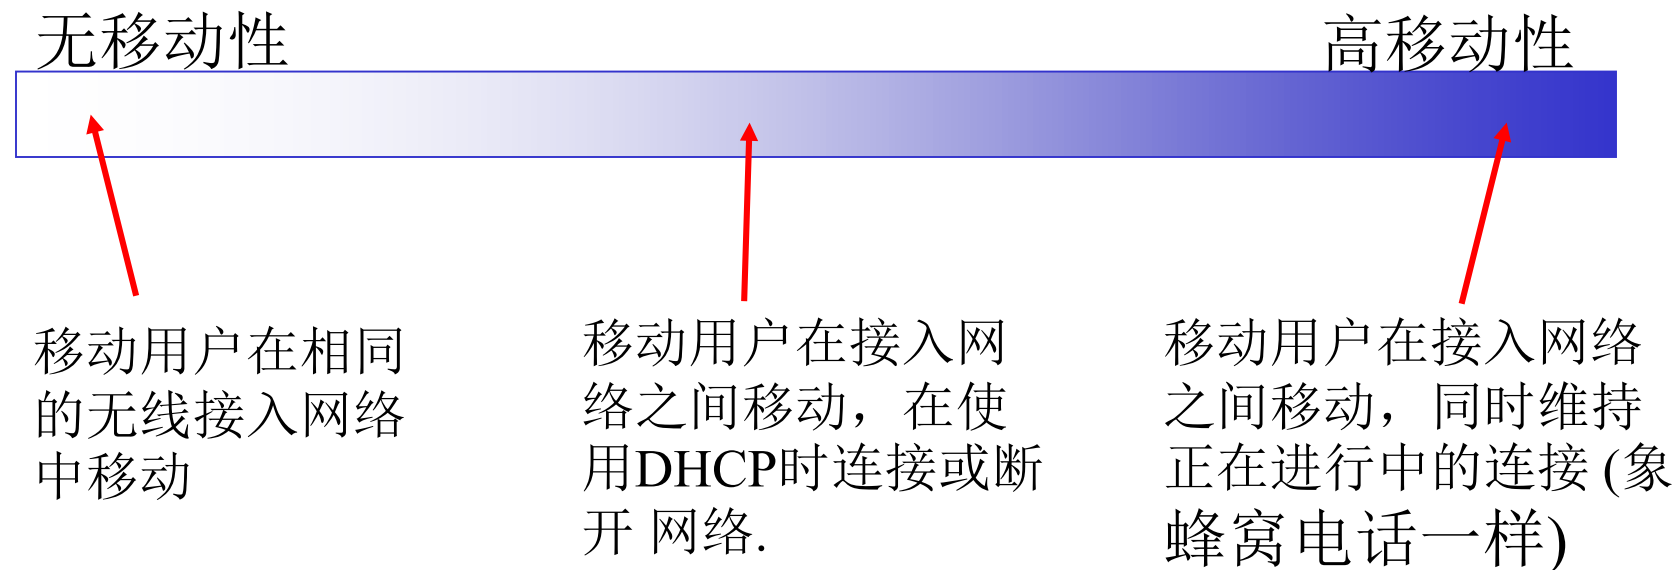 无移动性
高移动性
移动用户在相同
的无线接入网络
中移动
移动用户在接入网
络之间移动，在使
用DHCP时连接或断
开 网络.
移动用户在接入网络
之间移动，同时维持
正在进行中的连接 (象
蜂窝电话一样)